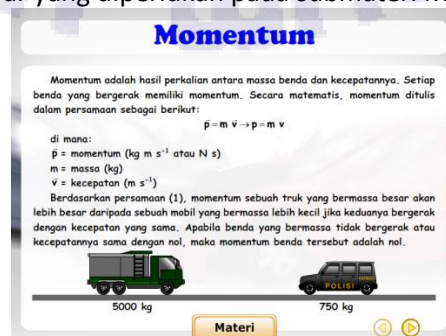 yang diperlukan pada submateri
Momentum
Momentum adalah hasil perkalian antara massa benda dan kecepatannya. Setiap
benda yang bergerak memiliki momentum. Secara matematis, momentum ditulis
dalam persamaan sebagai berikut:
p⃗ = m v⃗ → p = m v
di mana:
p⃗ = momentum (kg m s⁻¹ atau N s)
m = massa (kg)
v⃗ = kecepatan (m s⁻¹)
Berdasarkan persamaan (1), momentum sebuah truk yang bermassa besar akan
lebih besar daripada sebuah mobil yang bermassa lebih kecil jika keduanya bergerak
dengan kecepatan yang sama. Apabila benda yang bermassa tidak bergerak atau
kecepatannya sama dengan nol, maka momentum benda tersebut adalah nol.
POLISI
5000 kg 750 kg
Materi